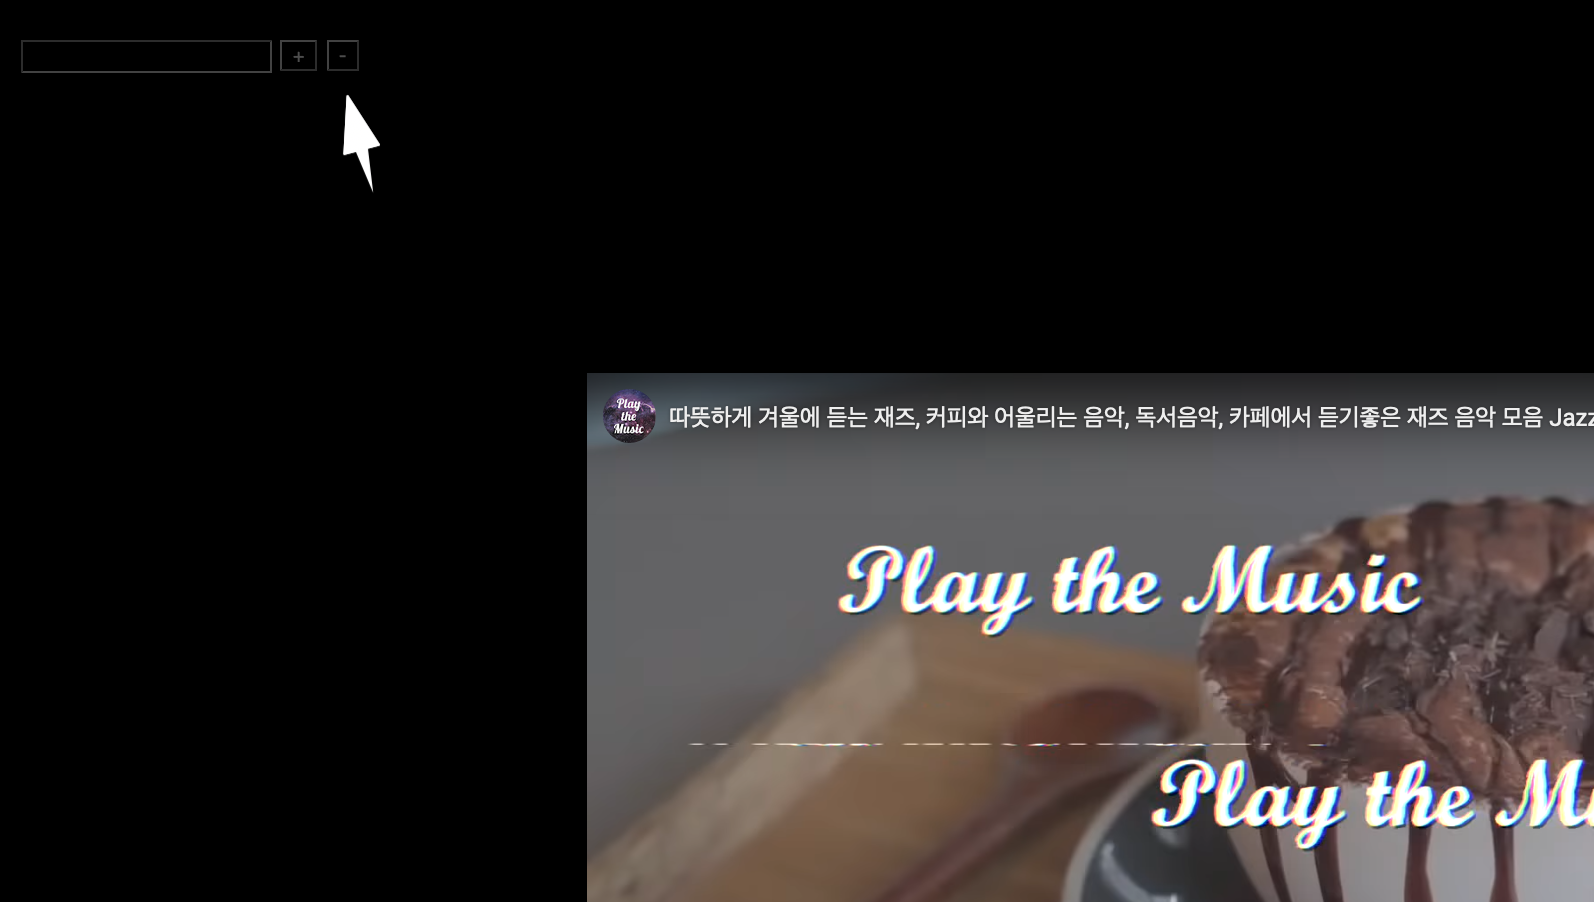 + -
Play
the
Music
따뜻하게 겨울에 듣는 재즈, 커피와 어울리는 음악, 독서음악, 카페에서 듣기좋은 재즈 음악 모음 Jazz
Play the Music
Play the M